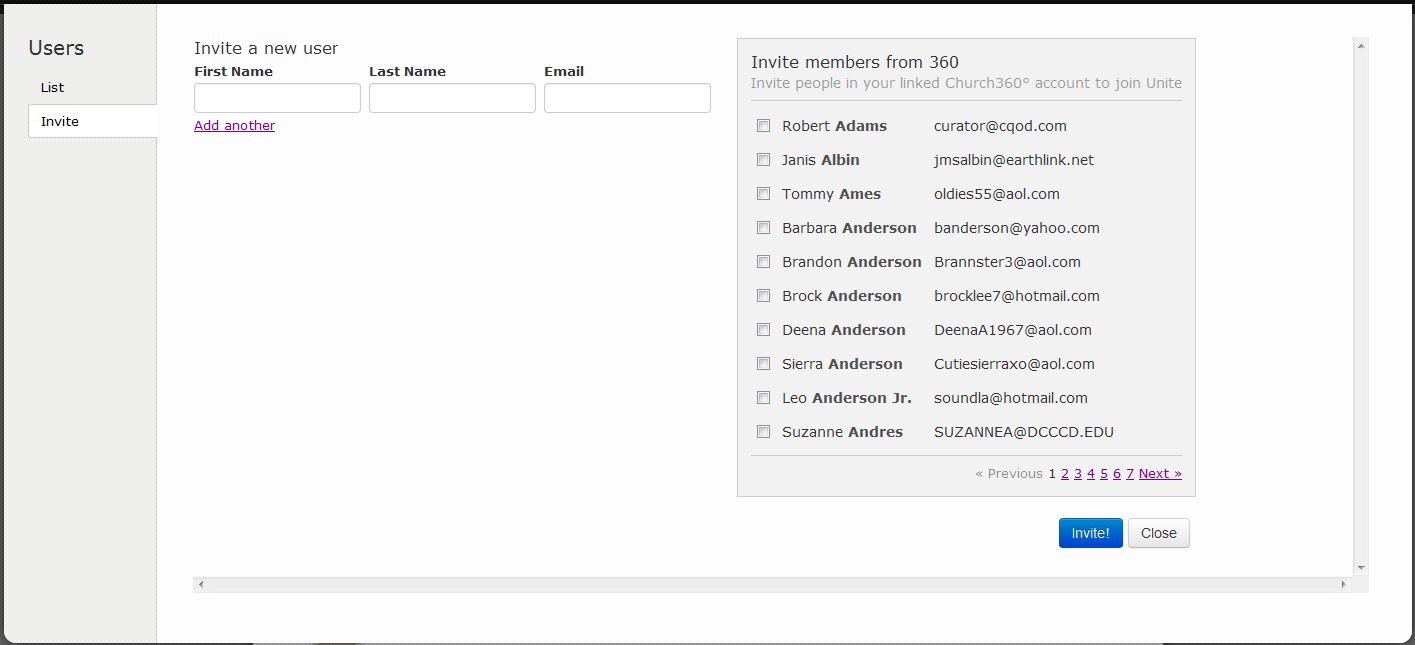 Users
List
Invite
Invite a new user
First Name Last Name Email
Add another
Invite members from 360
Invite people in your linked Church360° account to join Unite
Robert Adams curator@cqod.com
Janis Albin jmsalbin@earthlink.net
Tommy Ames oldies55@aol.com
Barbara Anderson banderson@yahoo.com
Brandon Anderson Brannster3@aol.com
Brock Anderson brocklee7@hotmail.com
Deena Anderson DeenaA1967@aol.com
Sierra Anderson Cutiesierraxo@aol.com
Leo Anderson Jr. soundla@hotmail.com
Suzanne Andres SUZANNEA@DCCCD.EDU
« Previous 1 2 3 4 5 6 7 Next »
Invite! Close